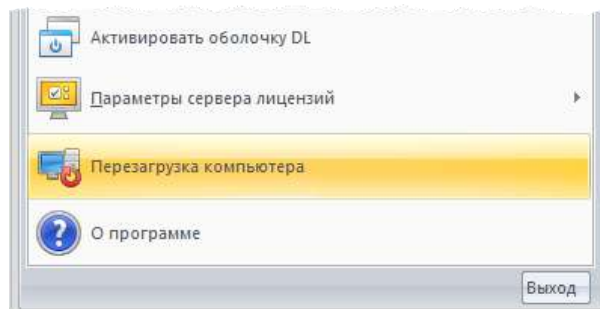 Активировать оболочку DL
Параметры сервера лицензий
Перезагрузка компьютера
О программе
Выход